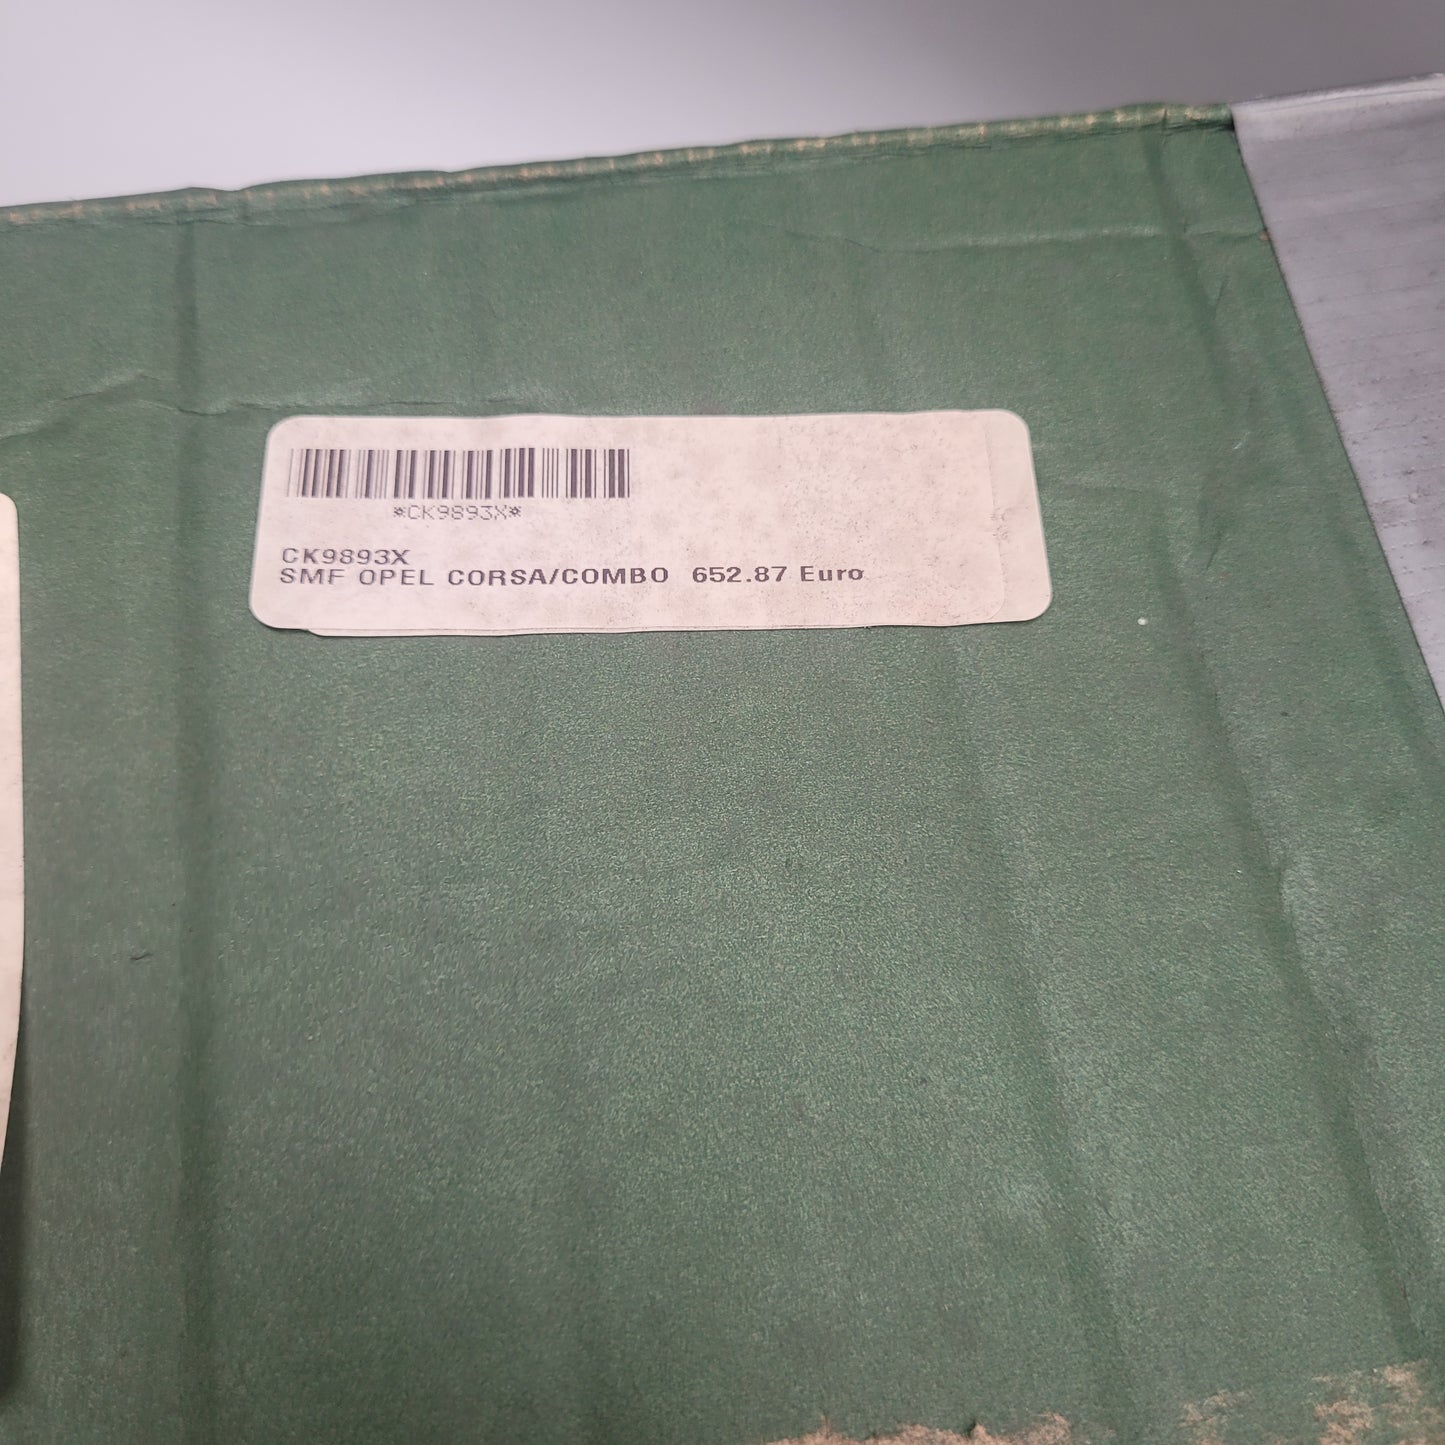 *CK9893X*
CK9893X
SMF OPEL CORSA/COMBO 652.87 Euro